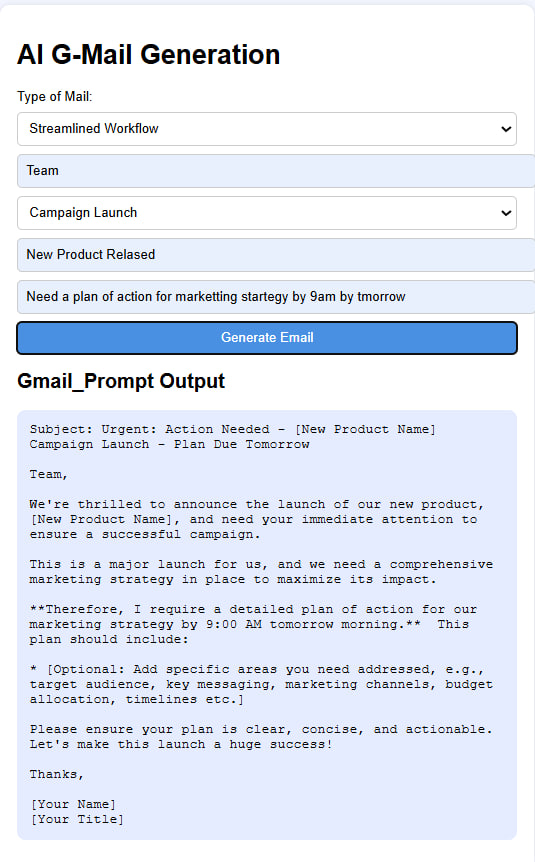 AI G-Mail Generation
Type of Mail:
Streamlined Workflow
Team
Campaign Launch
New Product Relased
Need a plan of action for marketting startegy by 9am by tmorrow
Generate Email
Gmail_Prompt Output
Subject: Urgent: Action Needed - [New Product Name]
Campaign Launch - Plan Due Tomorrow
Team,
We're thrilled to announce the launch of our new product,
[New Product Name], and need your immediate attention to
ensure a successful campaign.
This is a major launch for us, and we need a comprehensive
marketing strategy in place to maximize its impact.
**Therefore, I require a detailed plan of action for our
marketing strategy by 9:00 AM tomorrow morning.**  This
plan should include:
* [Optional: Add specific areas you need addressed, e.g.,
target audience, key messaging, marketing channels, budget
allocation, timelines etc.]
Please ensure your plan is clear, concise, and actionable.
Let's make this launch a huge success!
Thanks,
[Your Name]
[Your Title]